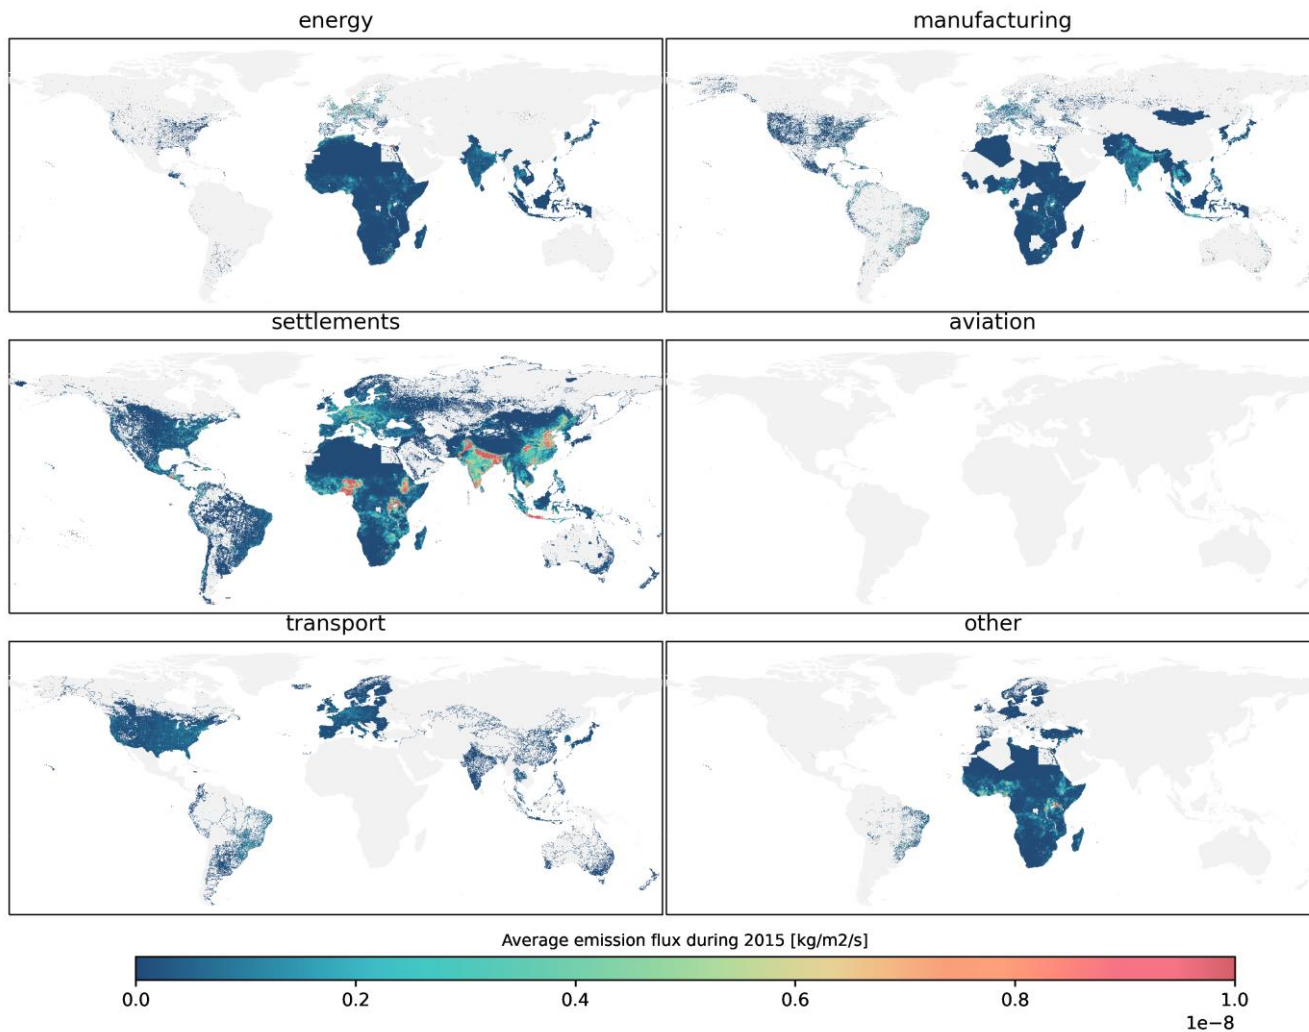 energy
manufacturing
settlements
aviation
transport
other
Average emission flux during 2015 [kg/m2/s]
0.0 0.2 0.4 0.6 0.8 1.0
1e−8